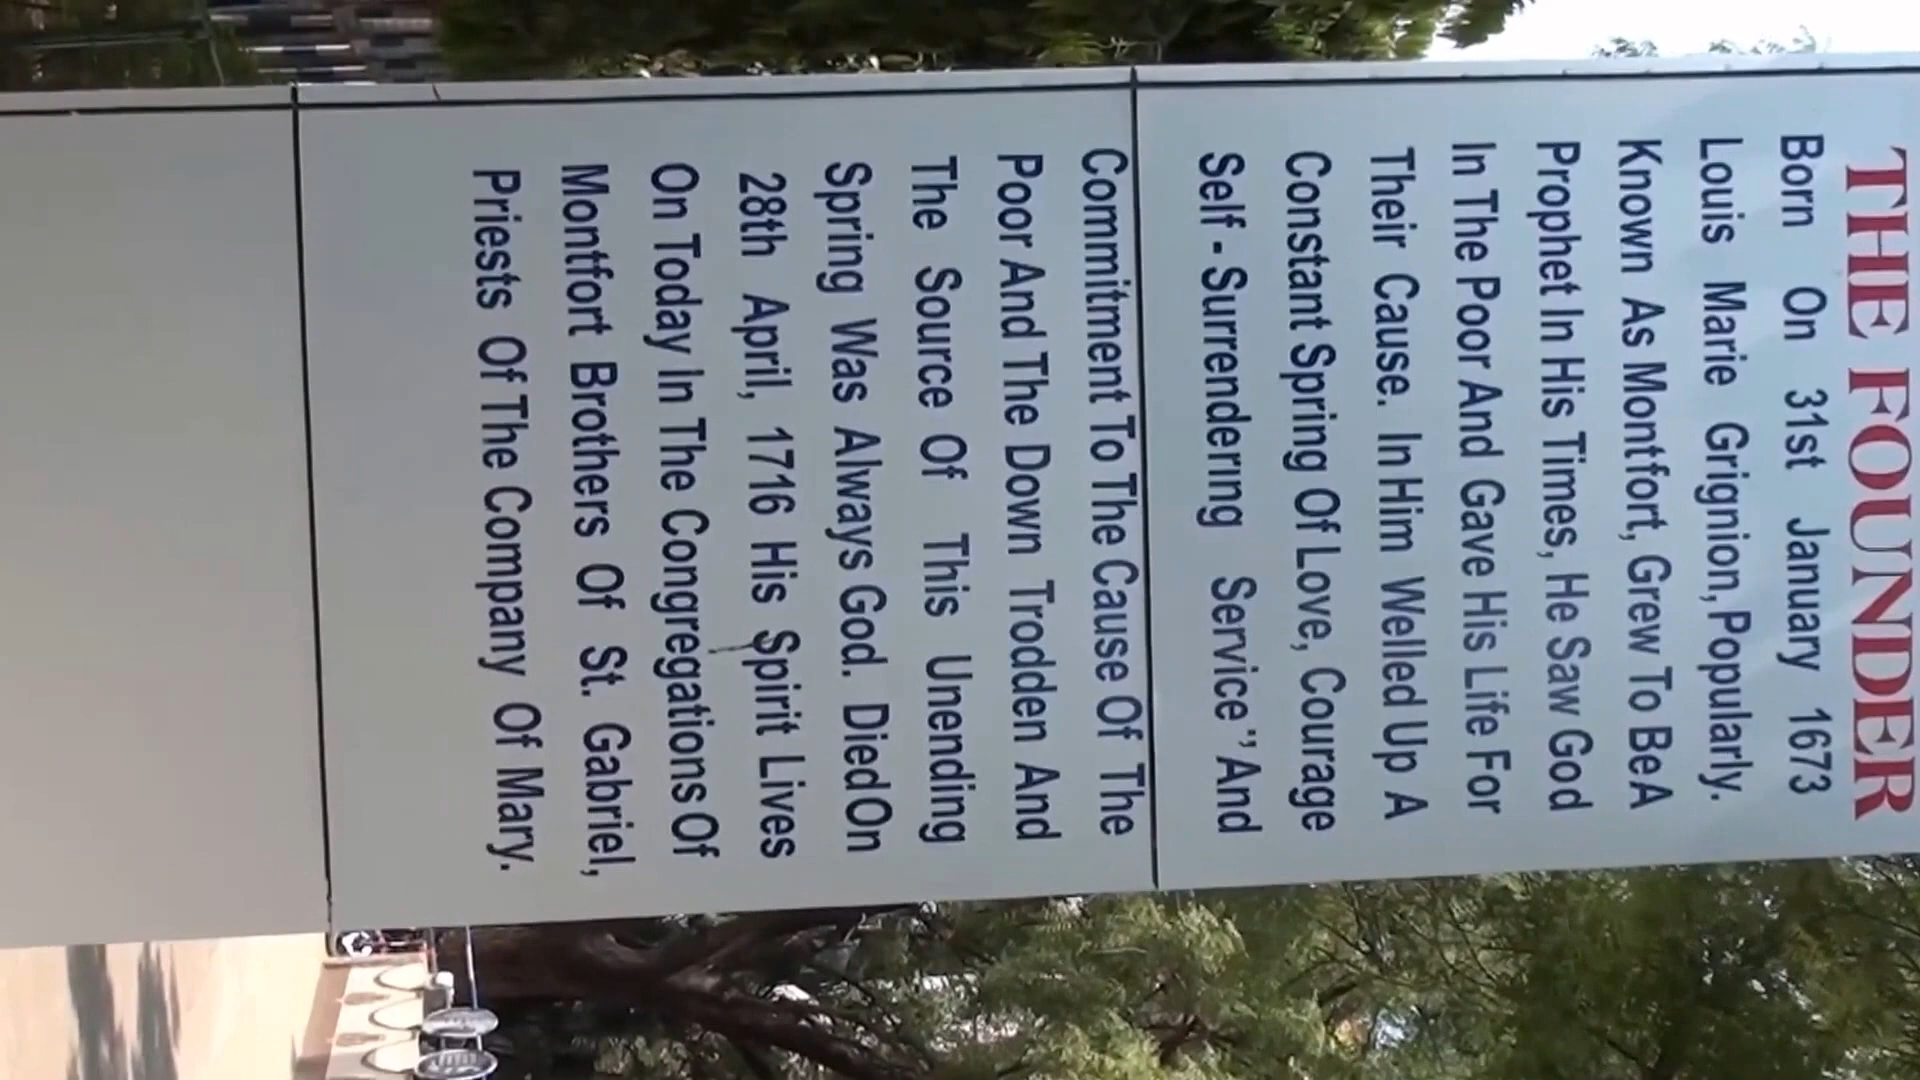 THE FOUNDER
Born On 31st January 1673
Louis Marie Grignion, Popularly.
Known As Montfort, Grew To Be A
Prophet In His Times, He Saw God
In The Poor And Gave His Life For
Their Cause. In Him Welled Up A
Constant Spring Of Love, Courage
Self - Surrendering Service" And
Commitment To The Cause Of The
Poor And The Down Trodden And
The Source Of This Unending
Spring Was Always God. Died On
28th April, 1716 His Spirit Lives
On Today In The Congregations Of
Montfort Brothers Of St. Gabriel,
Priests Of The Company Of Mary.